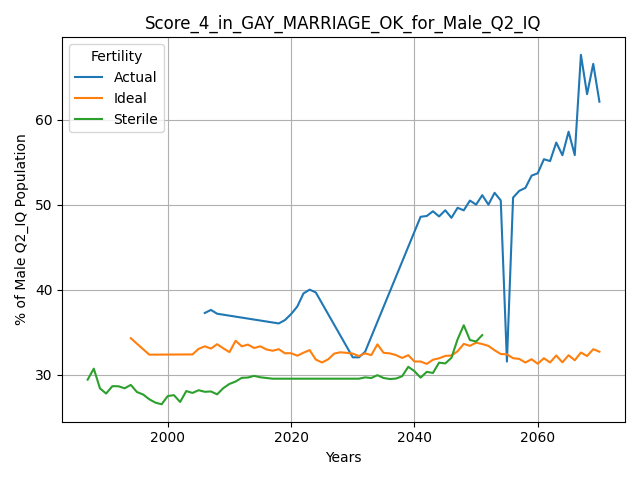 Score_4_in_GAY_MARRIAGE_OK_for_Male_Q2_IQ
Fertility
Actual
Ideal
Sterile
% of Male Q2_IQ Population
60
50
40
30
2000
2020
2040
2060
Years